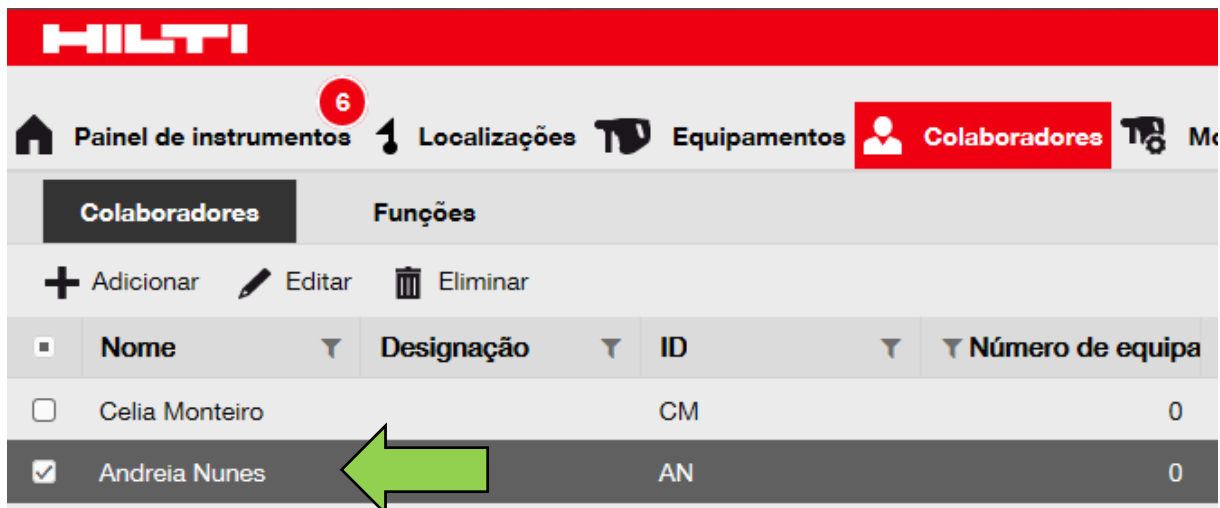 HILTI
6
Painel de instrumentos Localizações Equipamentos Colaboradores
Colaboradores Funções
Adicionar Editar Eliminar
Nome Designação ID Número de equipa
Celia Monteiro CM 0
Andreia Nunes AN 0